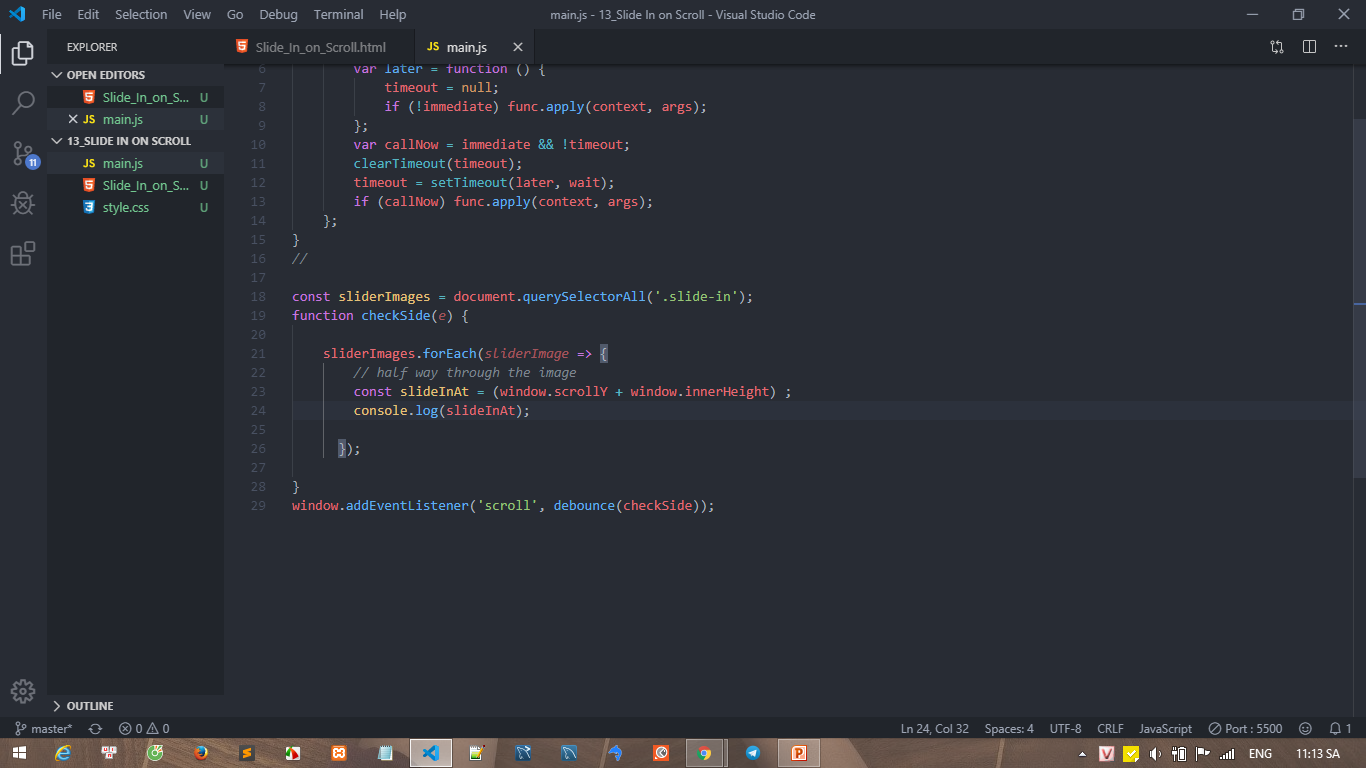 File Edit Selection View Go Debug Terminal Help
main.js - 13_Slide In on Scroll - Visual Studio Code
EXPLORER
OPEN EDITORS
Slide_In_on_S... U
JS main.js U
13_SLIDE IN ON SCROLL
JS main.js U
Slide_In_on_S... U
style.css U
11
OUTLINE
Slide_In_on_Scroll.html
JS main.js
6 var later = function () {
7 timeout = null;
8 if (!immediate) func.apply(context, args);
9 };
10 var callNow = immediate && !timeout;
11 clearTimeout(timeout);
12 timeout = setTimeout(later, wait);
13 if (callNow) func.apply(context, args);
14 };
15 }
16 //
17
18 const sliderImages = document.querySelectorAll('.slide-in');
19 function checkSide(e) {
20
21 sliderImages.forEach(sliderImage => {
22 // half way through the image
23 const slideInAt = (window.scrollY + window.innerHeight) ;
24 console.log(slideInAt);
25
26 });
27
28 }
29 window.addEventListener('scroll', debounce(checkSide));
master* 0 0
Ln 24, Col 32 Spaces: 4 UTF-8 CRLF JavaScript Port : 5500 1
ENG 11:13 SA